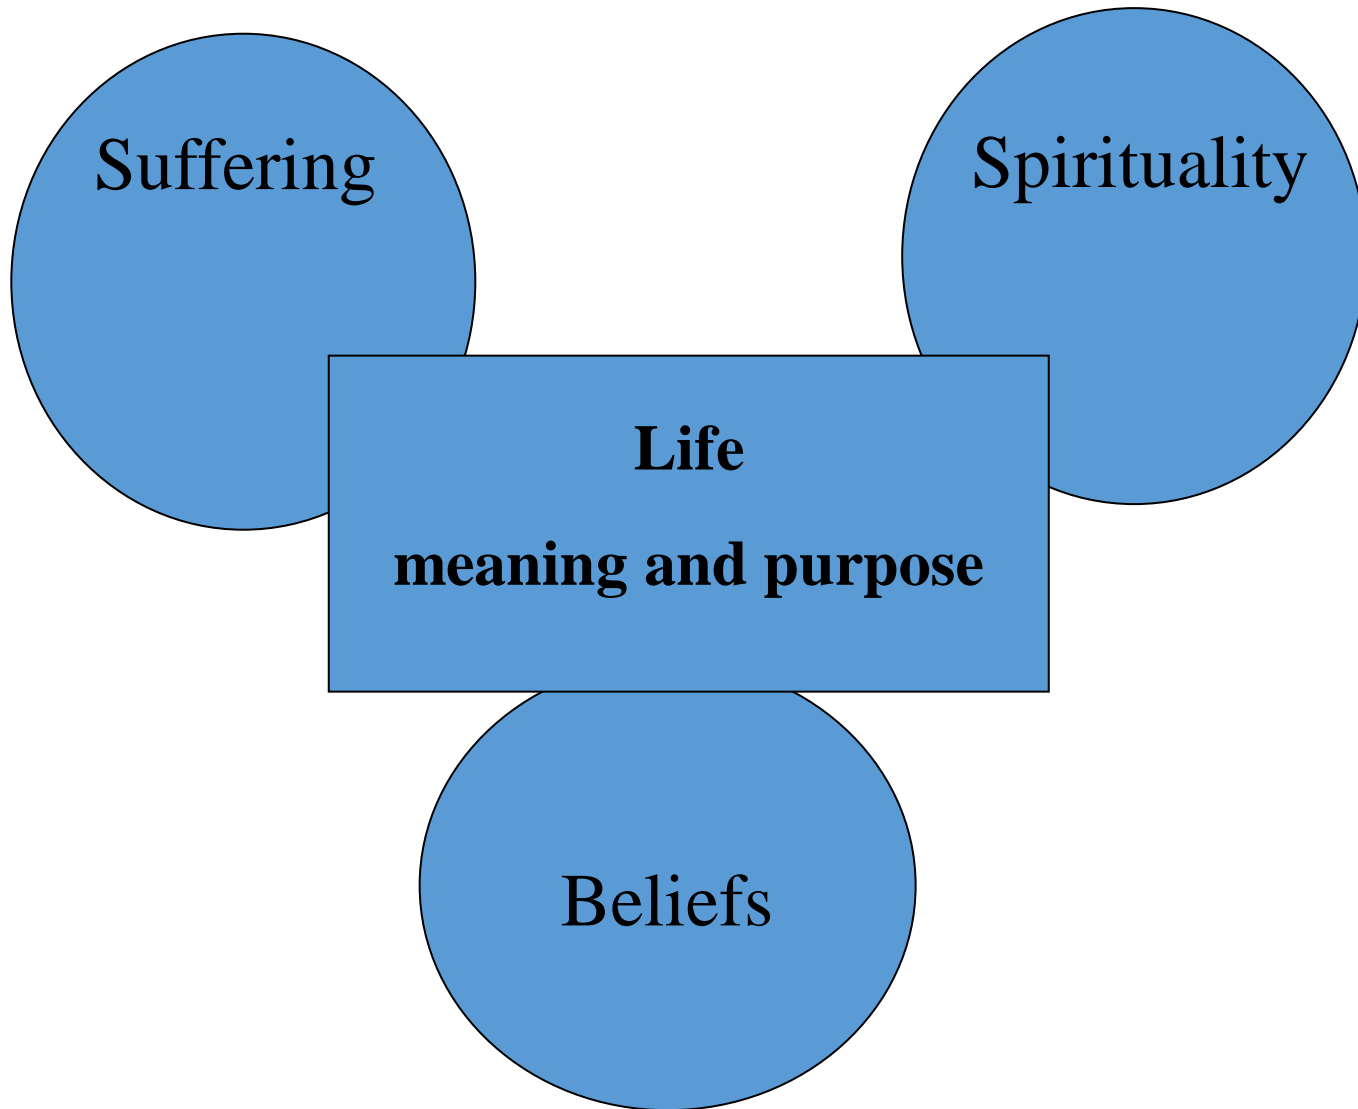 Suffering
Spirituality
Life
meaning and purpose
Beliefs